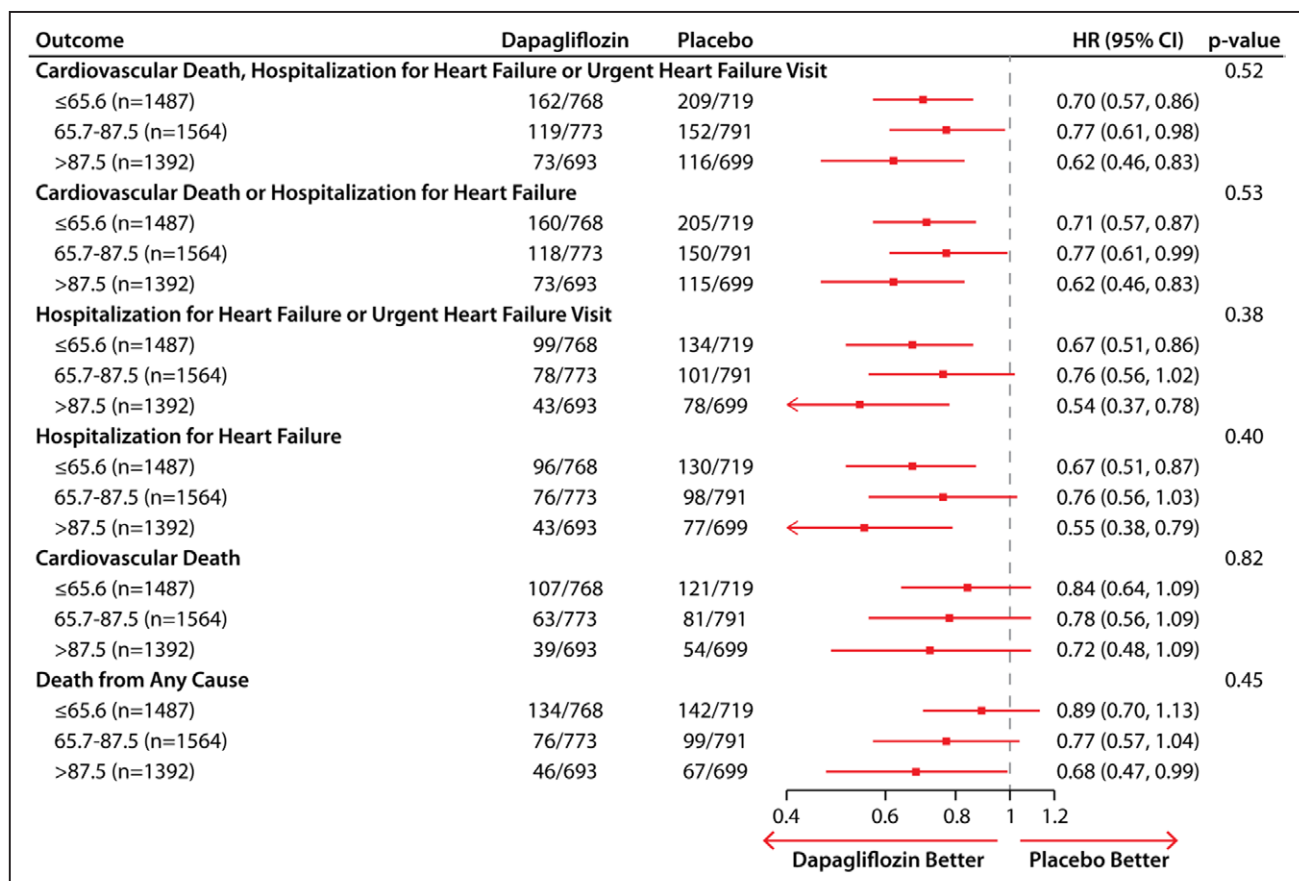 Outcome Dapagliflozin Placebo HR (95% CI) p-value
Cardiovascular Death, Hospitalization for Heart Failure or Urgent Heart Failure Visit 0.52
≤65.6 (n=1487) 162/768 209/719 0.70 (0.57, 0.86)
65.7-87.5 (n=1564) 119/773 152/791 0.77 (0.61, 0.98)
>87.5 (n=1392) 73/693 116/699 0.62 (0.46, 0.83)
Cardiovascular Death or Hospitalization for Heart Failure 0.53
≤65.6 (n=1487) 160/768 205/719 0.71 (0.57, 0.87)
65.7-87.5 (n=1564) 118/773 150/791 0.77 (0.61, 0.99)
>87.5 (n=1392) 73/693 115/699 0.62 (0.46, 0.83)
Hospitalization for Heart Failure or Urgent Heart Failure Visit 0.38
≤65.6 (n=1487) 99/768 134/719 0.67 (0.51, 0.86)
65.7-87.5 (n=1564) 78/773 101/791 0.76 (0.56, 1.02)
>87.5 (n=1392) 43/693 78/699 0.54 (0.37, 0.78)
Hospitalization for Heart Failure 0.40
≤65.6 (n=1487) 96/768 130/719 0.67 (0.51, 0.87)
65.7-87.5 (n=1564) 76/773 98/791 0.76 (0.56, 1.03)
>87.5 (n=1392) 43/693 77/699 0.55 (0.38, 0.79)
Cardiovascular Death 0.82
≤65.6 (n=1487) 107/768 121/719 0.84 (0.64, 1.09)
65.7-87.5 (n=1564) 63/773 81/791 0.78 (0.56, 1.09)
>87.5 (n=1392) 39/693 54/699 0.72 (0.48, 1.09)
Death from Any Cause 0.45
≤65.6 (n=1487) 134/768 142/719 0.89 (0.70, 1.13)
65.7-87.5 (n=1564) 76/773 99/791 0.77 (0.57, 1.04)
>87.5 (n=1392) 46/693 67/699 0.68 (0.47, 0.99)
0.4 0.6 0.8 1 1.2
Dapagliflozin Better Placebo Better